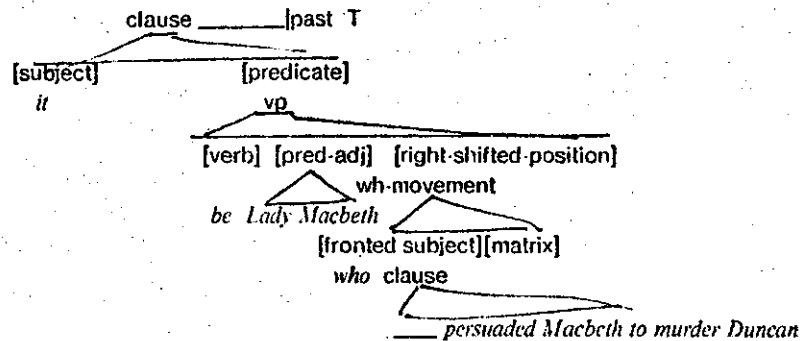 clause ________|past T
[subject] [predicate]
it
vp
[verb] [pred-adj] [right-shifted-position]
wh-movement
be Lady Macbeth
[fronted subject][matrix]
who clause
____ persuaded Macbeth to murder Duncan